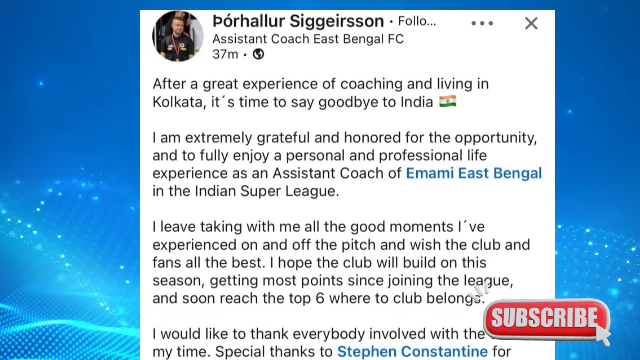 Þórhallur Siggeirsson · Follo...
Assistant Coach East Bengal FC
37m ·
After a great experience of coaching and living in
Kolkata, it´s time to say goodbye to India 🇮🇳
I am extremely grateful and honored for the opportunity,
and to fully enjoy a personal and professional life
experience as an Assistant Coach of Emami East Bengal
in the Indian Super League.
I leave taking with me all the good moments I´ve
experienced on and off the pitch and wish the club and
fans all the best. I hope the club will build on this
season, getting most points since joining the league,
and soon reach the top 6 where to club belongs.
SUBSCRIBE
I would like to thank everybody involved with the
my time. Special thanks to Stephen Constantine for